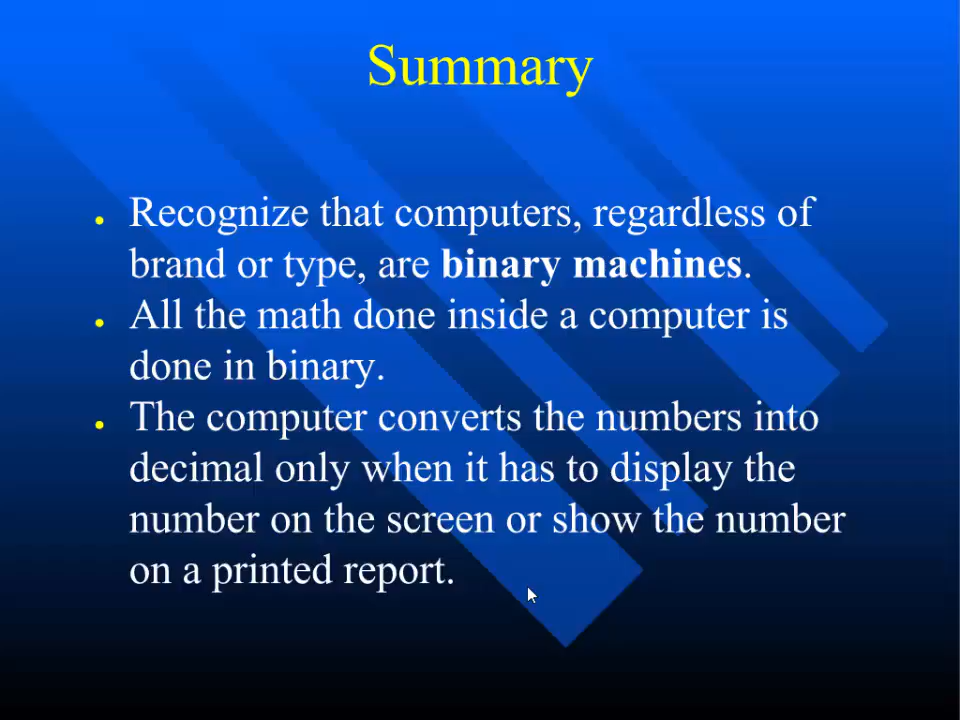 Summary
Recognize that computers, regardless of
brand or type, are binary machines.
All the math done inside a computer is
done in binary.
The computer converts the numbers into
decimal only when it has to display the
number on the screen or show the number
on a printed report.